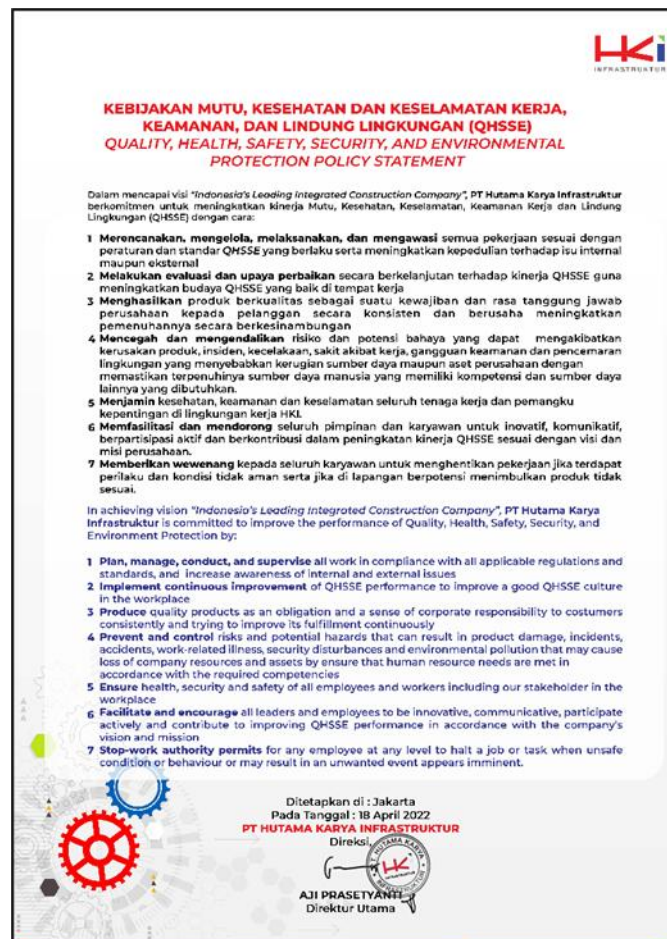 HKi
INFRASTRUKTUR
KEBIJAKAN MUTU, KESEHATAN DAN KESELAMATAN KERJA,
KEAMANAN, DAN LINDUNG LINGKUNGAN (QHSSE)
QUALITY, HEALTH, SAFETY, SECURITY, AND ENVIRONMENTAL
PROTECTION POLICY STATEMENT
Dalam mencapai visi "Indonesia's Leading Integrated Construction Company", PT Hutama Karya Infrastruktur
berkomitmen untuk meningkatkan kinerja Mutu, Kesehatan, Keselamatan, Keamanan Kerja dan Lindung
Lingkungan (QHSSE) dengan cara:
1 Merencanakan, mengelola, melaksanakan, dan mengawasi semua pekerjaan sesuai dengan
peraturan dan standar QHSSE yang berlaku serta meningkatkan kepedulian terhadap isu internal
maupun eksternal
2 Melakukan evaluasi dan upaya perbaikan secara berkelanjutan terhadap kinerja QHSSE guna
meningkatkan budaya QHSSE yang baik di tempat kerja
3 Menghasilkan produk berkualitas sebagai suatu kewajiban dan rasa tanggung jawab
perusahaan kepada pelanggan secara konsisten dan berusaha meningkatkan
pemenuhannya secara berkesinambungan
4 Mencegah dan mengendalikan risiko dan potensi bahaya yang dapat mengakibatkan
kerusakan produk, insiden, kecelakaan, sakit akibat kerja, gangguan keamanan dan pencemaran
lingkungan yang menyebabkan kerugian sumber daya maupun aset perusahaan dengan
memastikan terpenuhinya sumber daya manusia yang memiliki kompetensi dan sumber daya
lainnya yang dibutuhkan.
5 Menjamin kesehatan, keamanan dan keselamatan seluruh tenaga kerja dan pemangku
kepentingan di lingkungan kerja HKI.
6 Memfasilitasi dan mendorong seluruh pimpinan dan karyawan untuk inovatif, komunikatif,
berpartisipasi aktif dan berkontribusi dalam peningkatan kinerja QHSSE sesuai dengan visi dan
misi perusahaan.
7 Memberikan wewenang kepada seluruh karyawan untuk menghentikan pekerjaan jika terdapat
perilaku dan kondisi tidak aman serta jika di lapangan berpotensi menimbulkan produk tidak
sesuai.
In achieving vision "Indonesia's Leading Integrated Construction Company", PT Hutama Karya
Infrastruktur is committed to improve the performance of Quality, Health, Safety, Security, and
Environment Protection by:
1 Plan, manage, conduct, and supervise all work in compliance with all applicable regulations and
standards, and increase awareness of internal and external issues
2 Implement continuous improvement of QHSSE performance to improve a good QHSSE culture
in the workplace
3 Produce quality products as an obligation and a sense of corporate responsibility to costumers
consistently and trying to improve its fulfillment continuously
4 Prevent and control risks and potential hazards that can result in product damage, incidents,
accidents, work-related illness, security disturbances and environmental pollution that may cause
loss of company resources and assets by ensure that human resource needs are met in
accordance with the required competencies
5 Ensure health, security and safety of all employees and workers including our stakeholder in the
workplace
6 Facilitate and encourage all leaders and employees to be innovative, communicative, participate
actively and contribute to improving QHSSE performance in accordance with the company's
vision and mission
7 Stop-work authority permits for any employee at any level to halt a job or task when unsafe
condition or behaviour or may result in an unwanted event appears imminent.
Ditetapkan di : Jakarta
Pada Tanggal : 18 April 2022
PT HUTAMA KARYA INFRASTRUKTUR
Direksi,
PT HUTAMA KARYA
HK
INFRASTRUKTUR
AJI PRASETYANTI
Direktur Utama